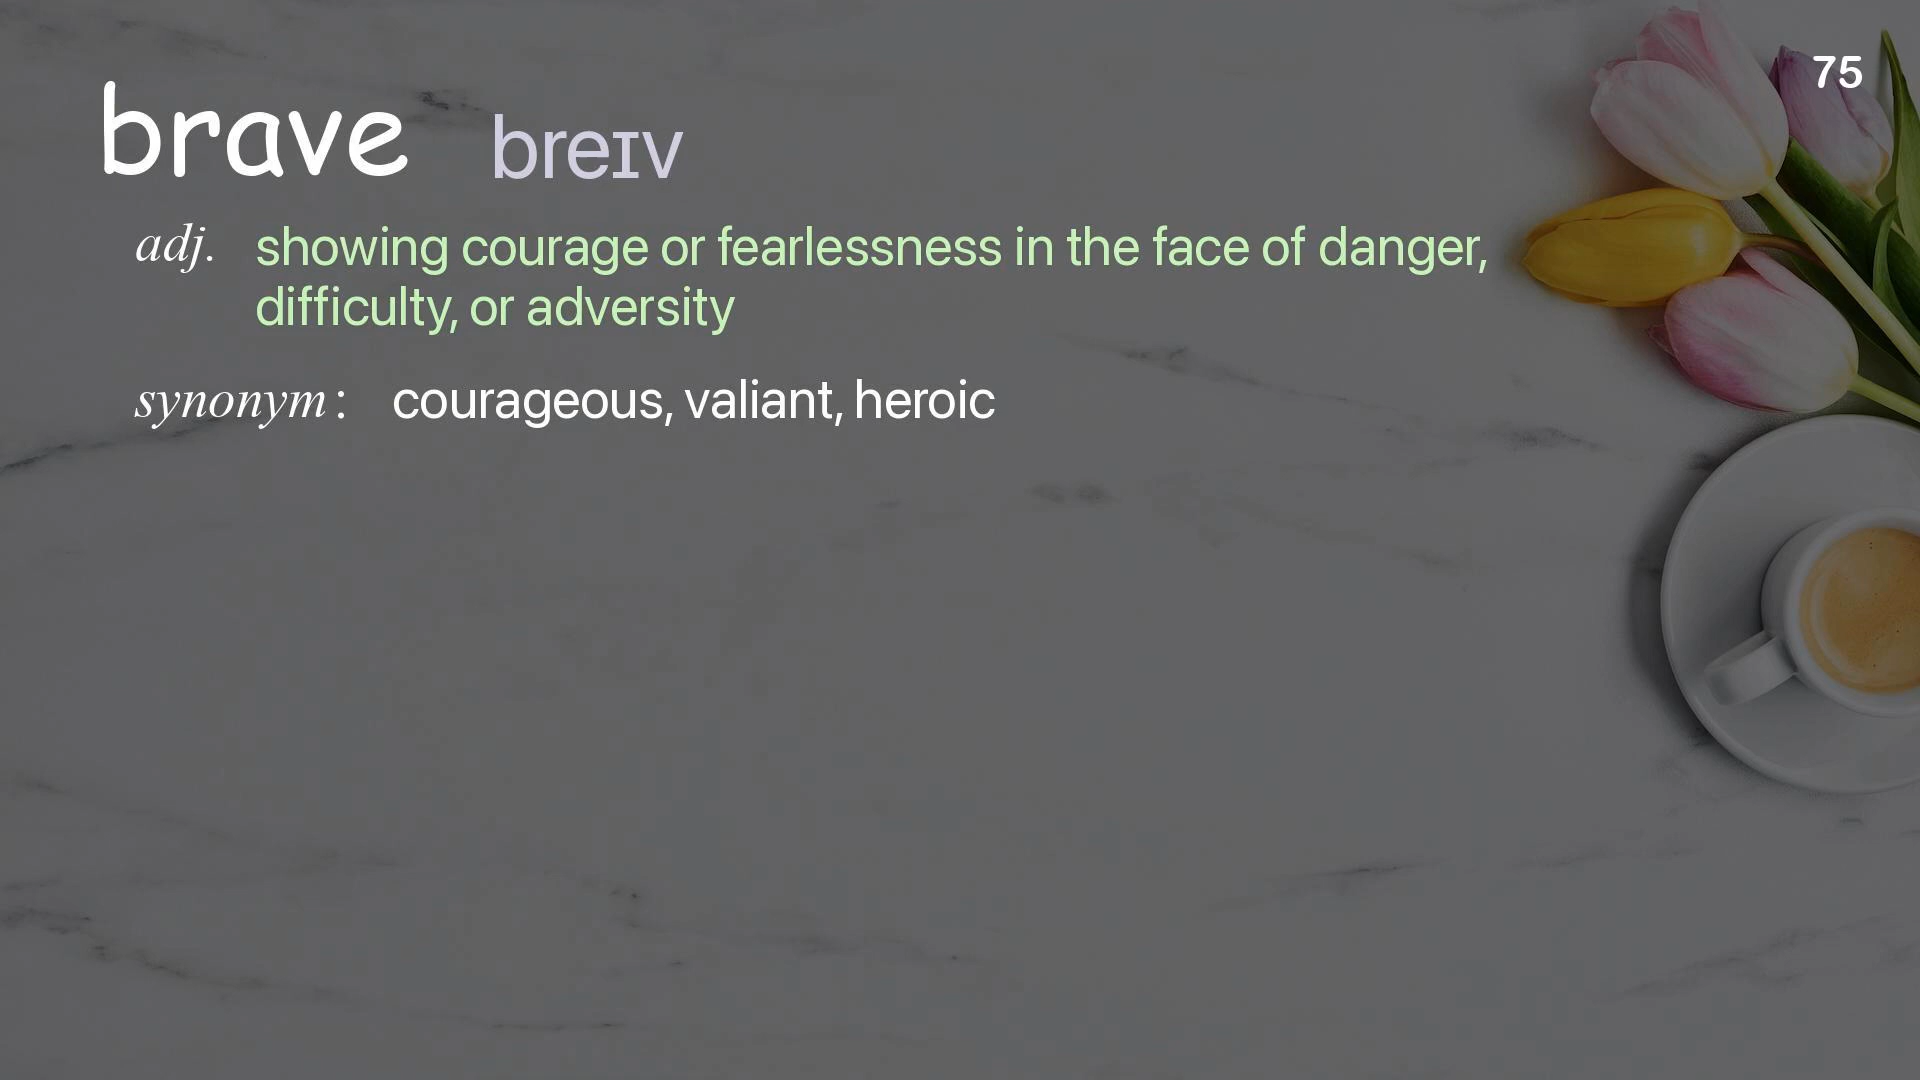 75
brave breɪv
adj. showing courage or fearlessness in the face of danger,
difficulty, or adversity
synonym : courageous, valiant, heroic